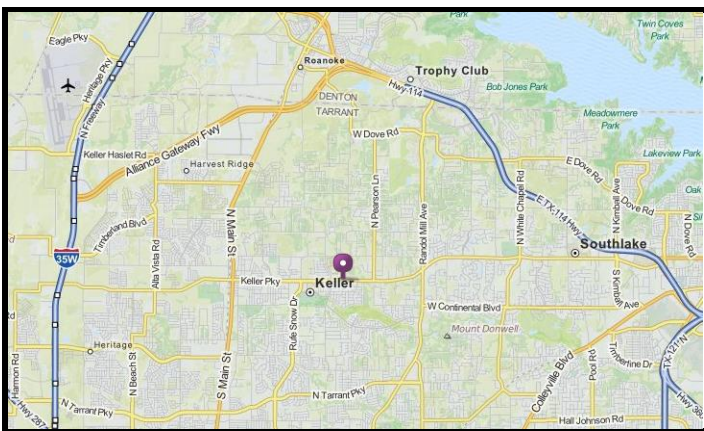 Park
Twin Coves
Park
Eagle Pky
Heritage Pky
N Freeway
Roanoke
Trophy Club
Hwy-114
Bob Jones Park
DENTON
TARRANT
Meadowmere
Park
W Dove Rd
Keller Haslet Rd
Alliance Gateway Fwy
Harvest Ridge
Lakeview Park
E Dove Rd
Dove Rd
Oak
N Pearson Ln
Randol Mill Ave
N White Chapel Rd
E TX-114 Hwy
N Kimball Ave
N Dove Rd
Timberland Blvd
N Main St
Southlake
35W
Alta Vista Rd
Keller Pky
Keller
S Kimball Ave
W Continental Blvd
Rufe Snow Dr
Mount Donwell
Heritage
Harmon Rd
N Beach St
S Main St
Colleyville Blvd
Pool Rd
Timberline Dr
TX-121 N
N Tarrant Pky
N Tarrant Pky
Hwy 287
Hall Johnson Rd